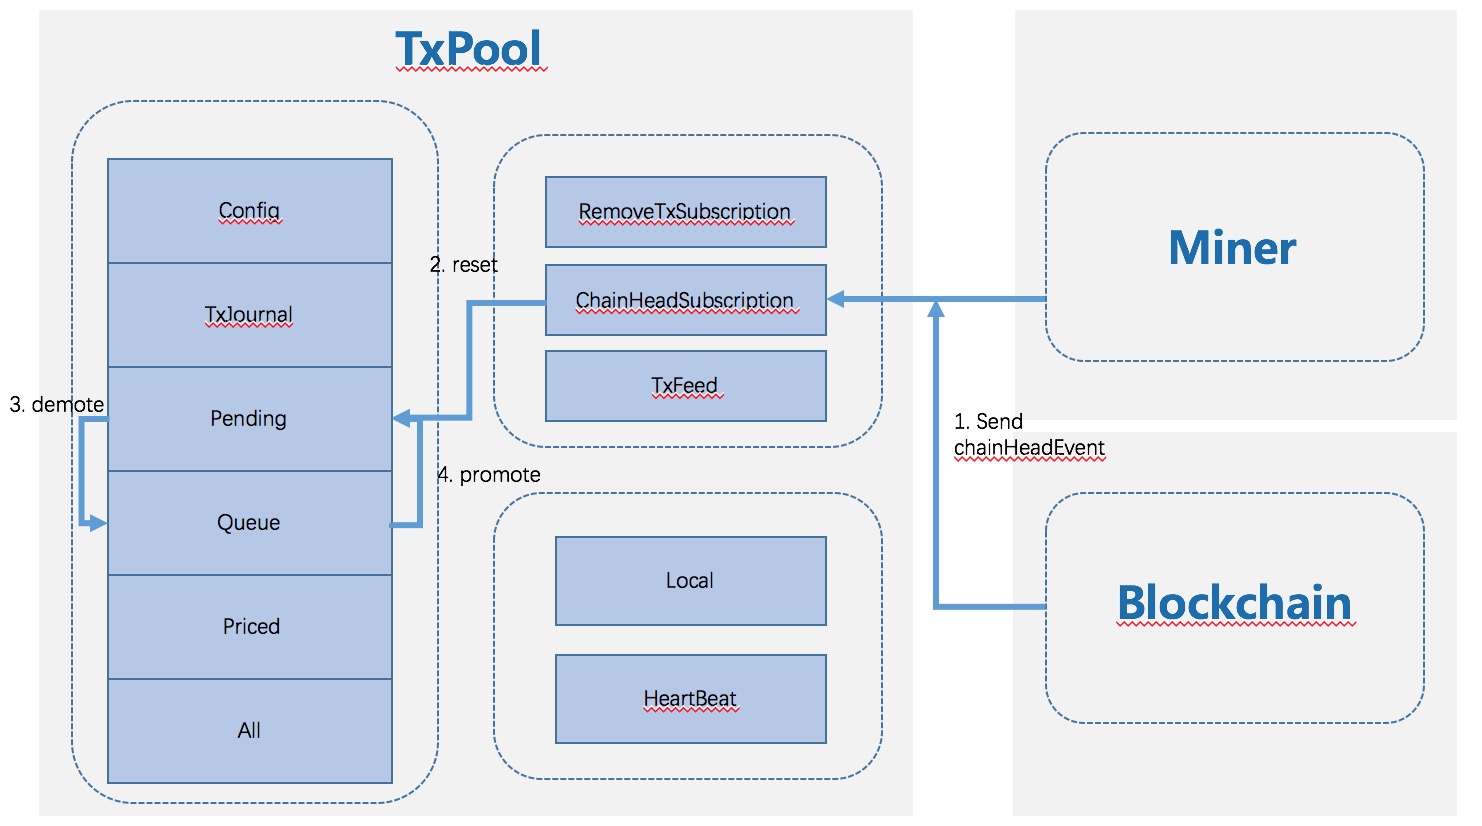 TxPool
Config
TxJournal
Pending
Queue
Priced
All
3. demote
2. reset
4. promote
RemoveTxSubscription
ChainHeadSubscription
TxFeed
Local
HeartBeat
1. Send
chainHeadEvent
Miner
Blockchain